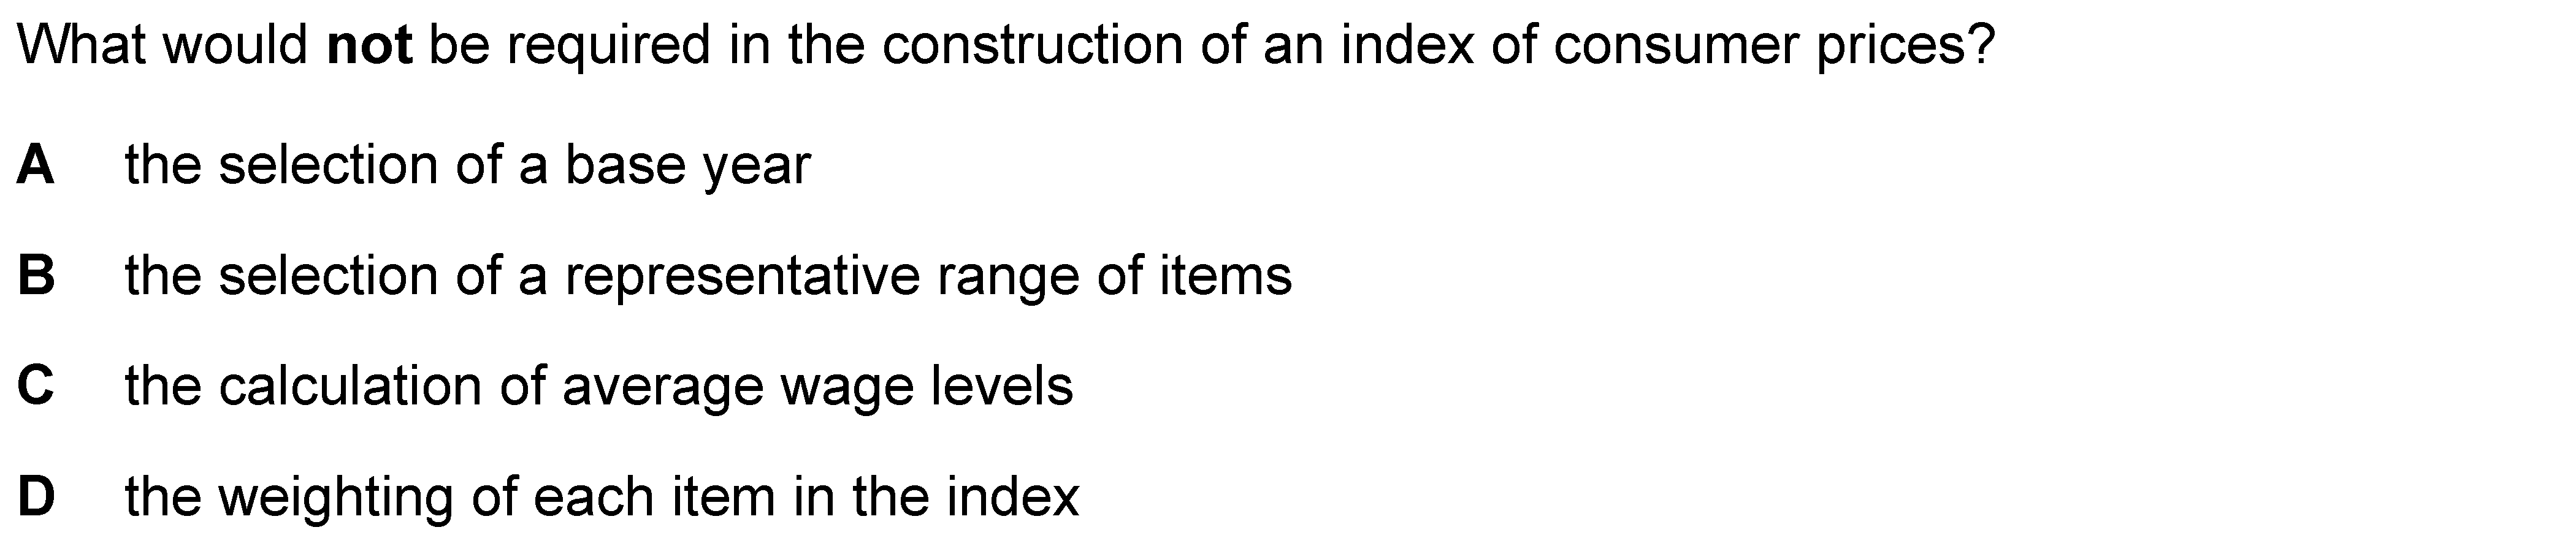 What would not be required in the construction of an index of consumer prices?
A the selection of a base year
B the selection of a representative range of items
C the calculation of average wage levels
D the weighting of each item in the index